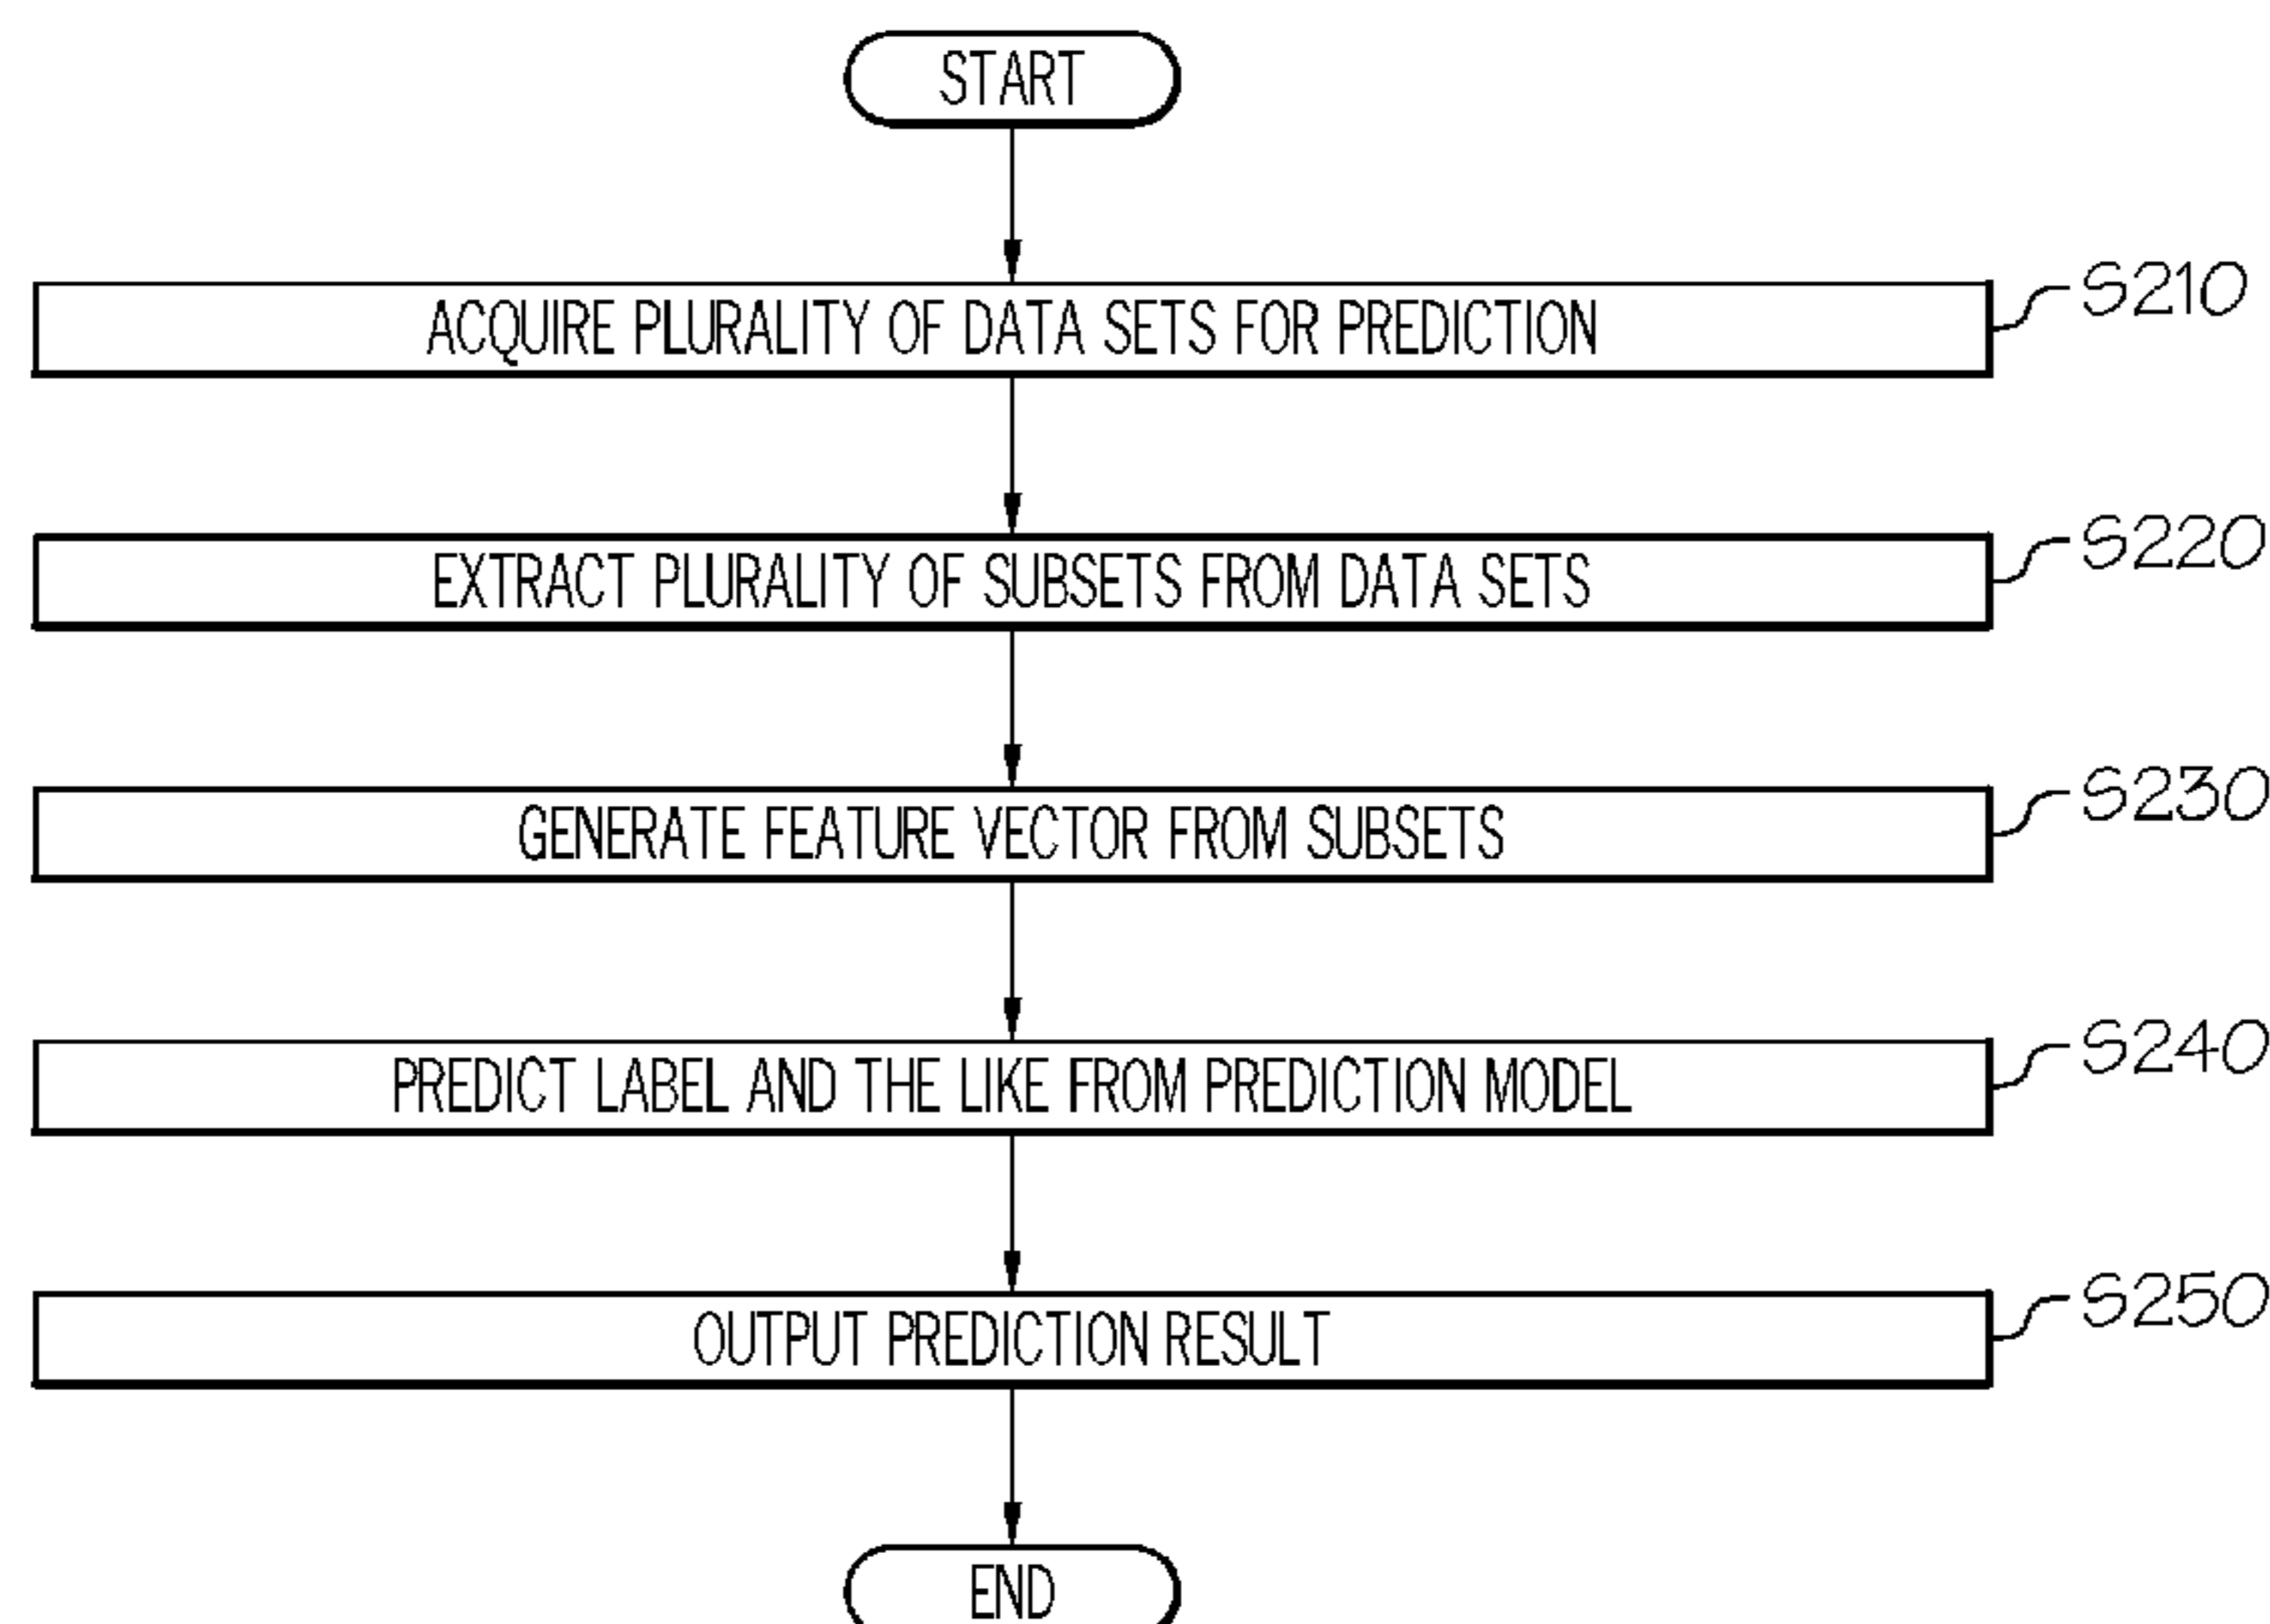 START
ACQUIRE PLURALITY OF DATA SETS FOR PREDICTION
S210
EXTRACT PLURALITY OF SUBSETS FROM DATA SETS
S220
GENERATE FEATURE VECTOR FROM SUBSETS
S230
PREDICT LABEL AND THE LIKE FROM PREDICTION MODEL
S240
OUTPUT PREDICTION RESULT
S250
END